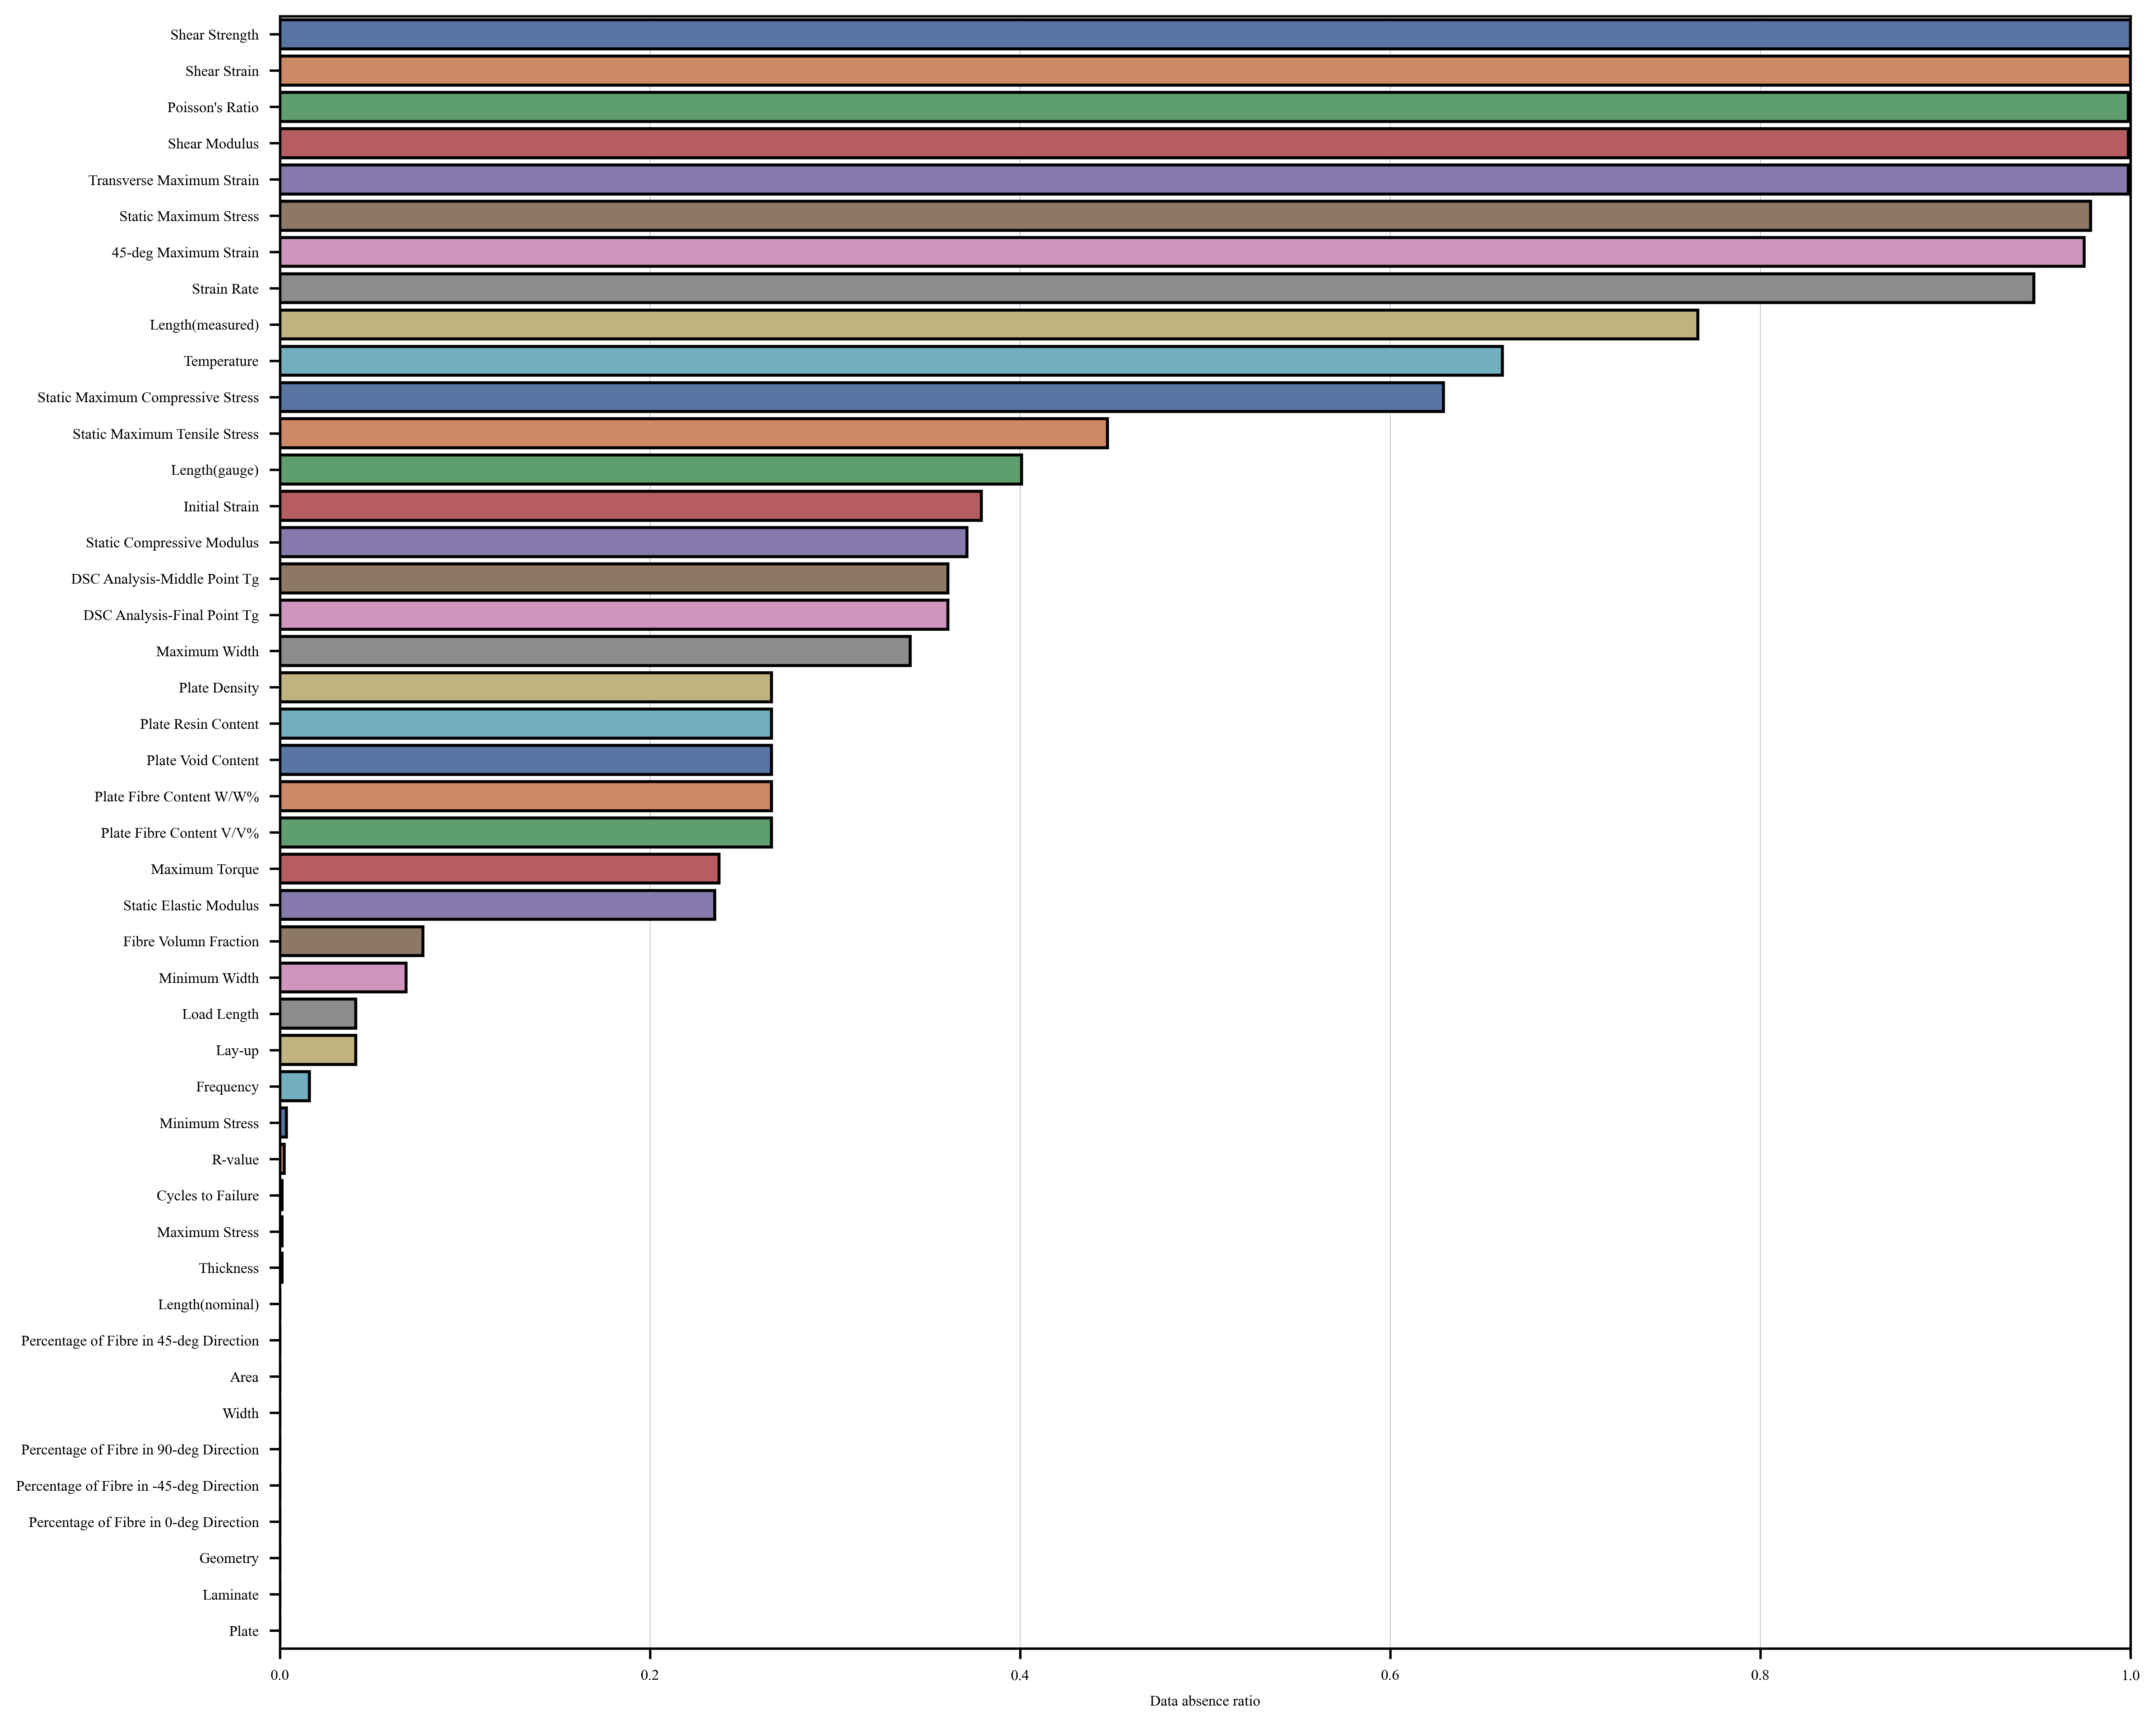 Shear Strength
Shear Strain
Poisson's Ratio
Shear Modulus
Transverse Maximum Strain
Static Maximum Stress
45-deg Maximum Strain
Strain Rate
Length(measured)
Temperature
Static Maximum Compressive Stress
Static Maximum Tensile Stress
Length(gauge)
Initial Strain
Static Compressive Modulus
DSC Analysis-Middle Point Tg
DSC Analysis-Final Point Tg
Maximum Width
Plate Density
Plate Resin Content
Plate Void Content
Plate Fibre Content W/W%
Plate Fibre Content V/V%
Maximum Torque
Static Elastic Modulus
Fibre Volumn Fraction
Minimum Width
Load Length
Lay-up
Frequency
Minimum Stress
R-value
Cycles to Failure
Maximum Stress
Thickness
Length(nominal)
Percentage of Fibre in 45-deg Direction
Area
Width
Percentage of Fibre in 90-deg Direction
Percentage of Fibre in -45-deg Direction
Percentage of Fibre in 0-deg Direction
Geometry
Laminate
Plate
0.0 0.2 0.4 0.6 0.8 1.0
Data absence ratio